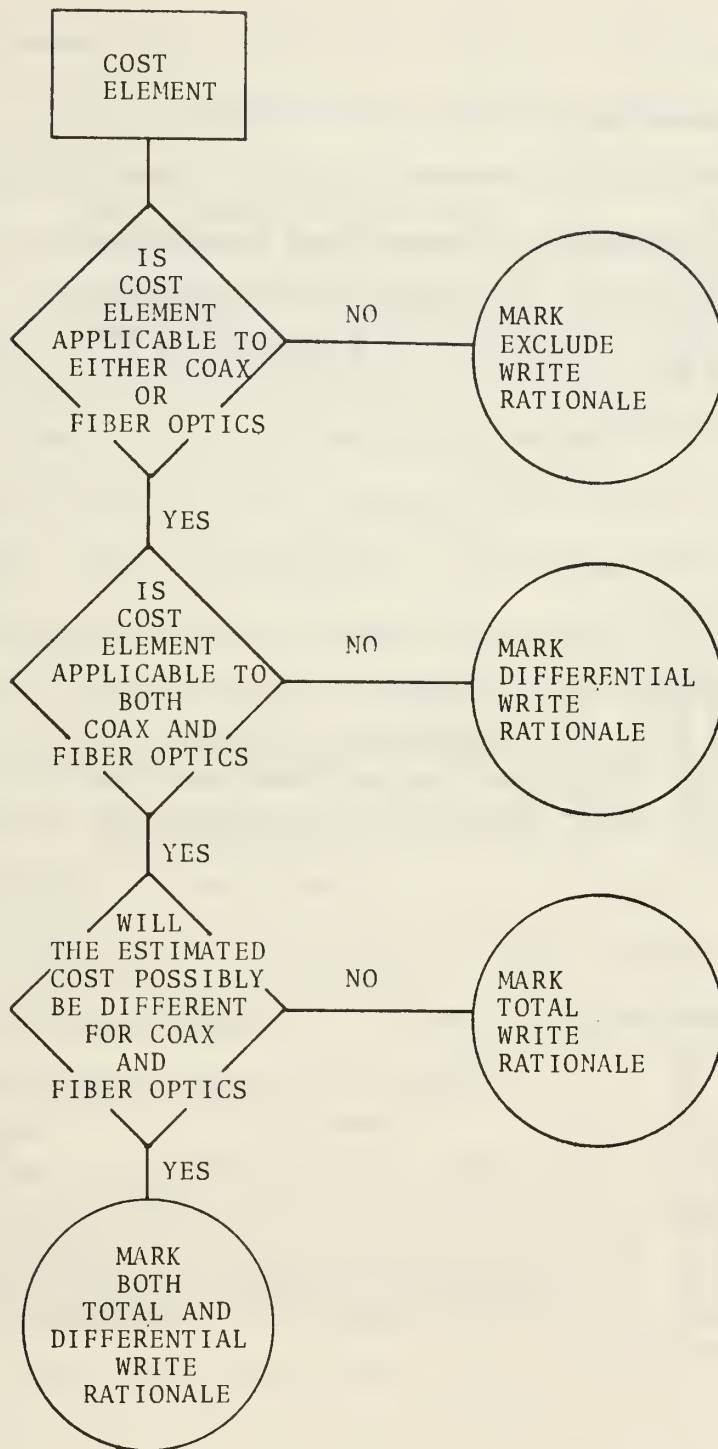 COST
ELEMENT
IS
COST
ELEMENT
APPLICABLE TO
EITHER COAX
OR
FIBER OPTICS
NO
MARK
EXCLUDE
WRITE
RATIONALE
YES
IS
COST
ELEMENT
APPLICABLE TO
BOTH
COAX AND
FIBER OPTICS
NO
MARK
DIFFERENTIAL
WRITE
RATIONALE
YES
WILL
THE ESTIMATED
COST POSSIBLY
BE DIFFERENT
FOR COAX
AND
FIBER OPTICS
NO
MARK
TOTAL
WRITE
RATIONALE
YES
MARK
BOTH
TOTAL AND
DIFFERENTIAL
WRITE
RATIONALE